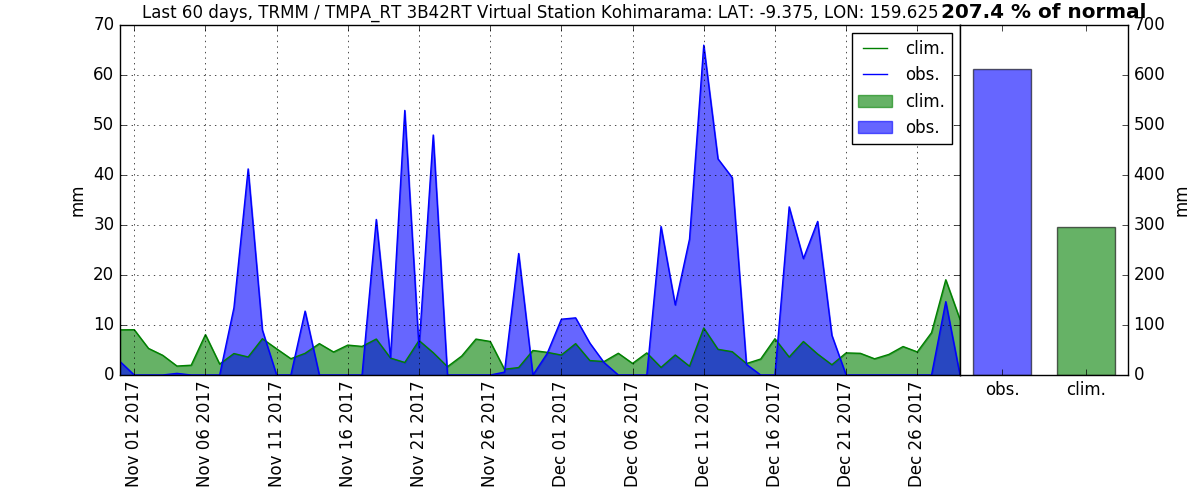 Last 60 days, TRMM / TMPA_RT 3B42RT Virtual Station Kohimarama: LAT: -9.375, LON: 159.625
207.4 % of normal
70
60
50
40
30
20
10
0
mm
clim.
obs.
clim.
obs.
700
600
500
400
300
200
100
0
mm
Nov 01 2017
Nov 06 2017
Nov 11 2017
Nov 16 2017
Nov 21 2017
Nov 26 2017
Dec 01 2017
Dec 06 2017
Dec 11 2017
Dec 16 2017
Dec 21 2017
Dec 26 2017
obs.
clim.